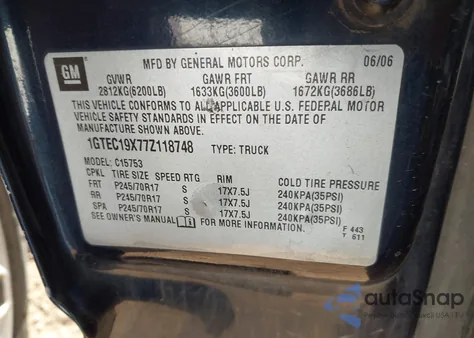 GM
MFD BY GENERAL MOTORS CORP. 06/06
GVWR GAWR FRT GAWR RR
2812KG(6200LB) 1633KG(3600LB) 1672KG(3686LB)
THIS VEHICLE CONFORMS TO ALL APPLICABLE U.S. FEDERAL MOTOR
VEHICLE SAFETY STANDARDS IN EFFECT ON THE DATE OF
MANUFACTURE SHOWN ABOVE.
1GTEC19X77Z118748 TYPE: TRUCK
MODEL: C15753
CPKL TIRE SIZE SPEED RTG RIM COLD TIRE PRESSURE
FRT P245/70R17 S 17X7.5J 240KPA(35PSI)
RR P245/70R17 S 17X7.5J 240KPA(35PSI)
SPA P245/70R17 S 17X7.5J 240KPA(35PSI)
SEE OWNER'S MANUAL FOR MORE INFORMATION.
F 443
T 611
autoSnap